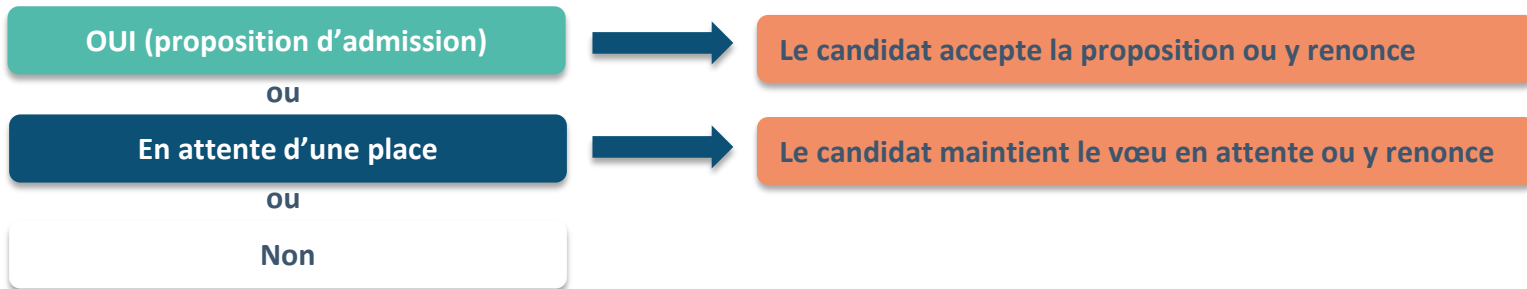 OUI (proposition d’admission)
Le candidat accepte la proposition ou y renonce
ou
En attente d’une place
Le candidat maintient le vœu en attente ou y renonce
ou
Non